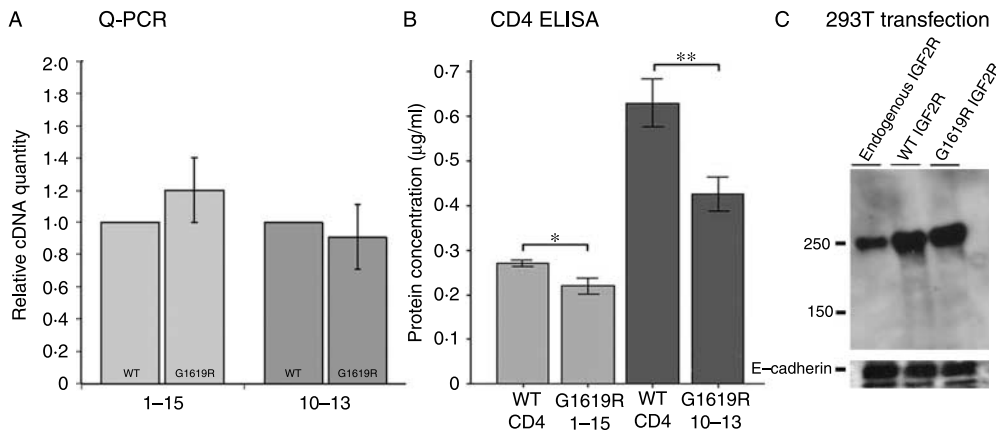 A Q-PCR
Relative cDNA quantity
2·0
1·8
1·6
1·4
1·2
1·0
0·8
0·6
0·4
0·2
0
WT
G1619R
WT
G1619R
1–15
10–13
B CD4 ELISA
Protein concentration (µg/ml)
0·7
0·6
0·5
0·4
0·3
0·2
0·1
0
*
**
WT CD4
G1619R 1–15
WT CD4
G1619R 10–13
C 293T transfection
Endogenous IGF2R
WT IGF2R
G1619R IGF2R
250
150
E–cadherin